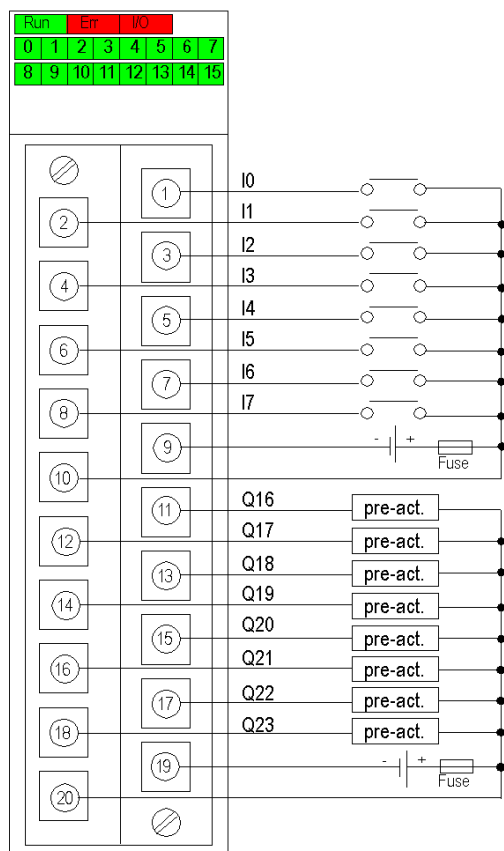 Run Err I/O
0 1 2 3 4 5 6 7
8 9 10 11 12 13 14 15
1 I0
2 I1
3 I2
4 I3
5 I4
6 I5
7 I6
8 I7
9 - +
Fuse
10
11 Q16 pre-act.
12 Q17 pre-act.
13 Q18 pre-act.
14 Q19 pre-act.
15 Q20 pre-act.
16 Q21 pre-act.
17 Q22 pre-act.
18 Q23 pre-act.
19 - +
Fuse
20